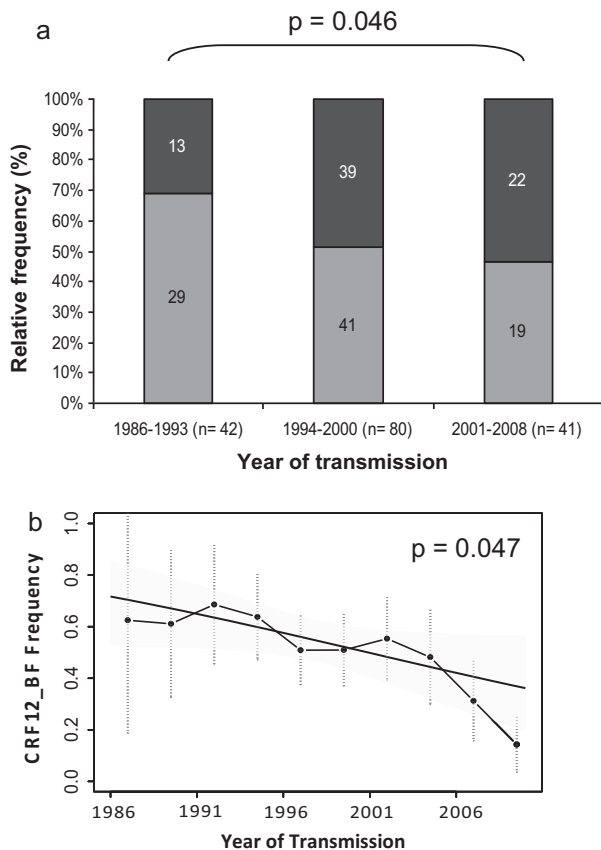 a
p = 0.046
Relative frequency (%)
100%
90%
80%
70%
60%
50%
40%
30%
20%
10%
0%
13
39
22
29
41
19
1986-1993 (n= 42)
1994-2000 (n= 80)
2001-2008 (n= 41)
Year of transmission
b
p = 0.047
CRF12_BF Frequency
1.0
0.8
0.6
0.4
0.2
0.0
1986
1991
1996
2001
2006
Year of Transmission